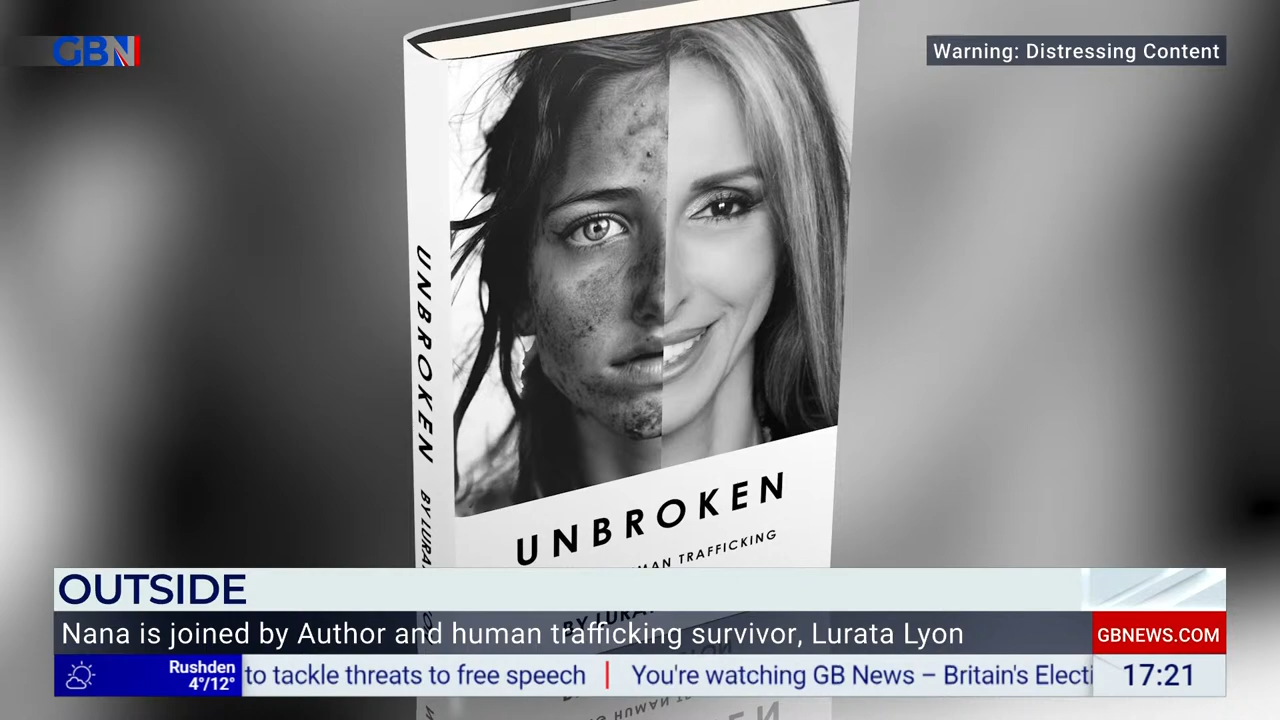 GBN
Warning: Distressing Content
UNBROKEN
UNBROKEN
TRAFFICKING
OUTSIDE
Nana is joined by Author and human trafficking survivor, Lurata Lyon
GBNEWS.COM
Rushden
4°/12°
to tackle threats to free speech | You're watching GB News – Britain's Electi
17:21